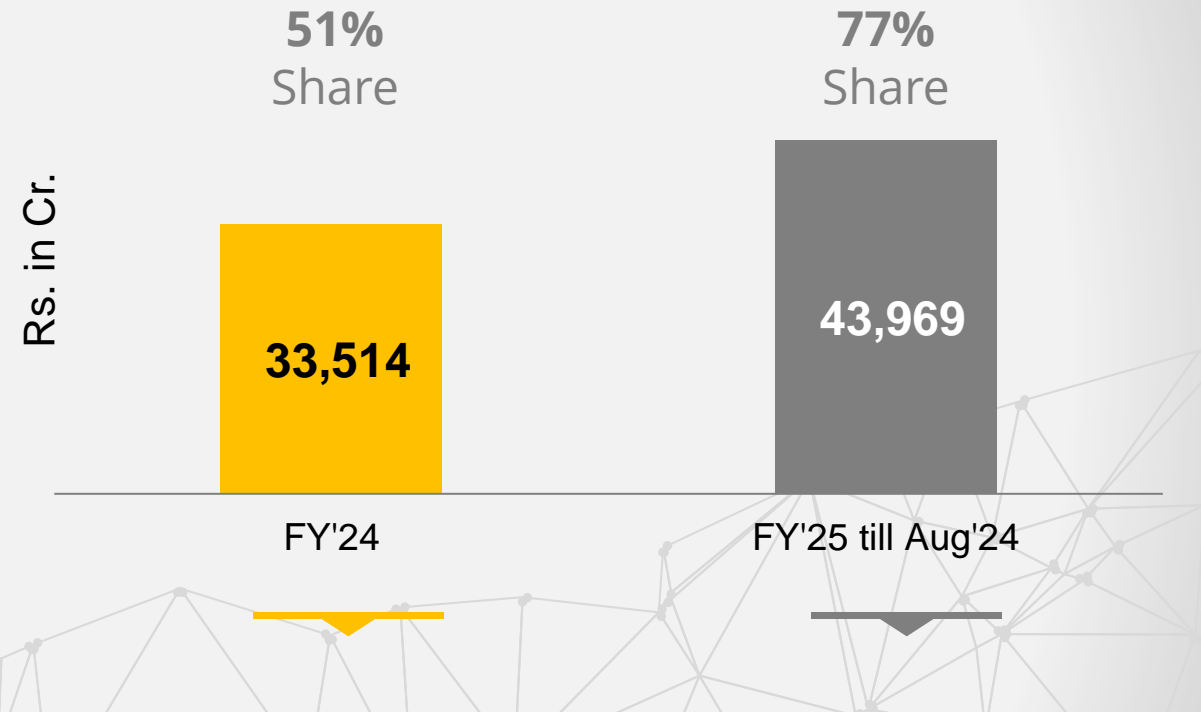 51%
Share
77%
Share
Rs. in Cr.
33,514
43,969
FY'24
FY'25 till Aug'24